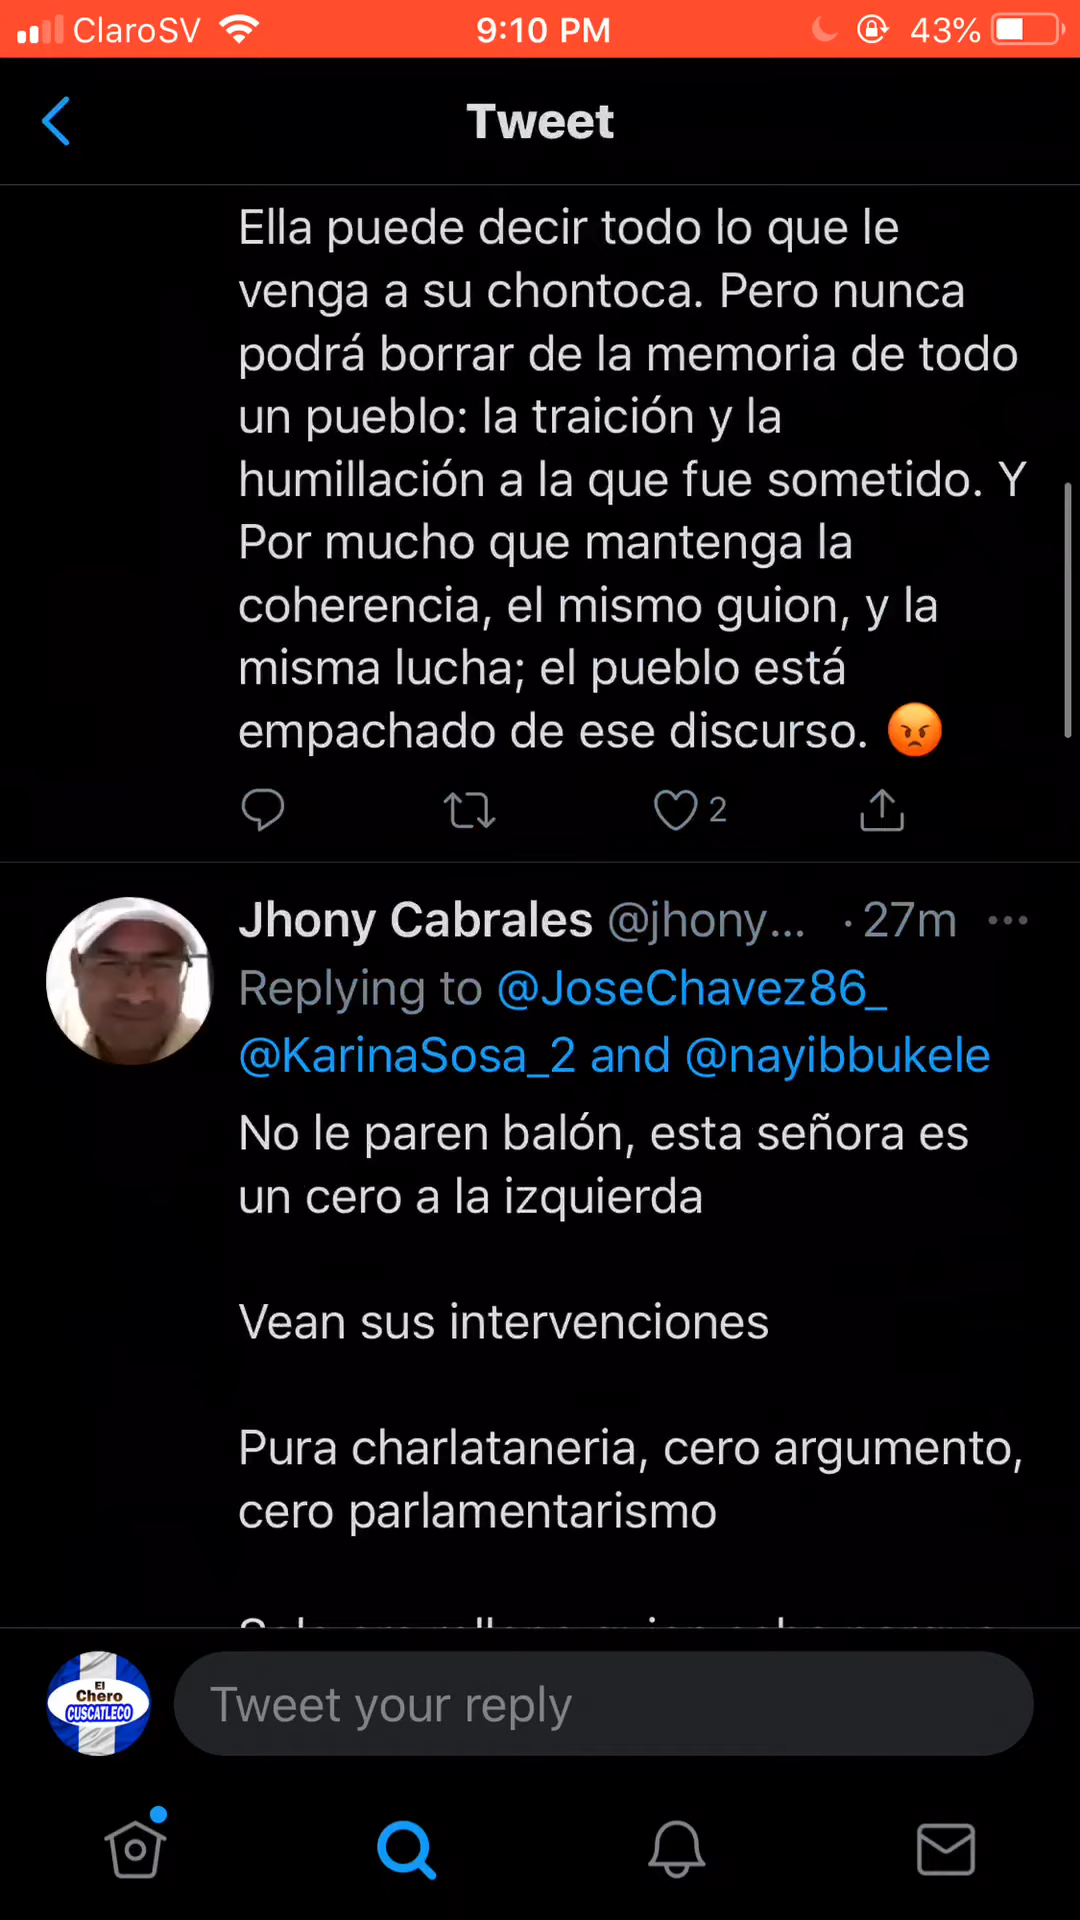 ClaroSV 9:10 PM 43%
Tweet
Ella puede decir todo lo que le
venga a su chontoca. Pero nunca
podrá borrar de la memoria de todo
un pueblo: la traición y la
humillación a la que fue sometido. Y
Por mucho que mantenga la
coherencia, el mismo guion, y la
misma lucha; el pueblo está
empachado de ese discurso. 😡
2
Jhony Cabrales @jhony... · 27m
Replying to @JoseChavez86_
@KarinaSosa_2 and @nayibbukele
No le paren balón, esta señora es
un cero a la izquierda
Vean sus intervenciones
Pura charlataneria, cero argumento,
cero parlamentarismo
El
Chero
CUSCATLECO
Tweet your reply